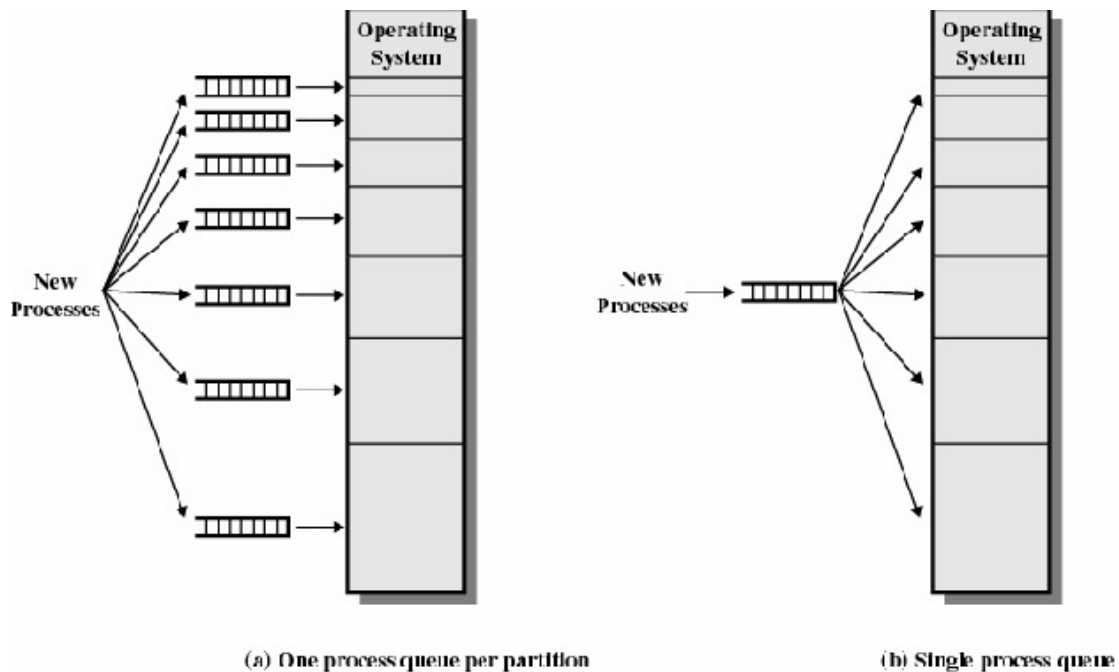 Operating
System
New
Processes
(a) One process queue per partition
Operating
System
New
Processes
(b) Single process queue